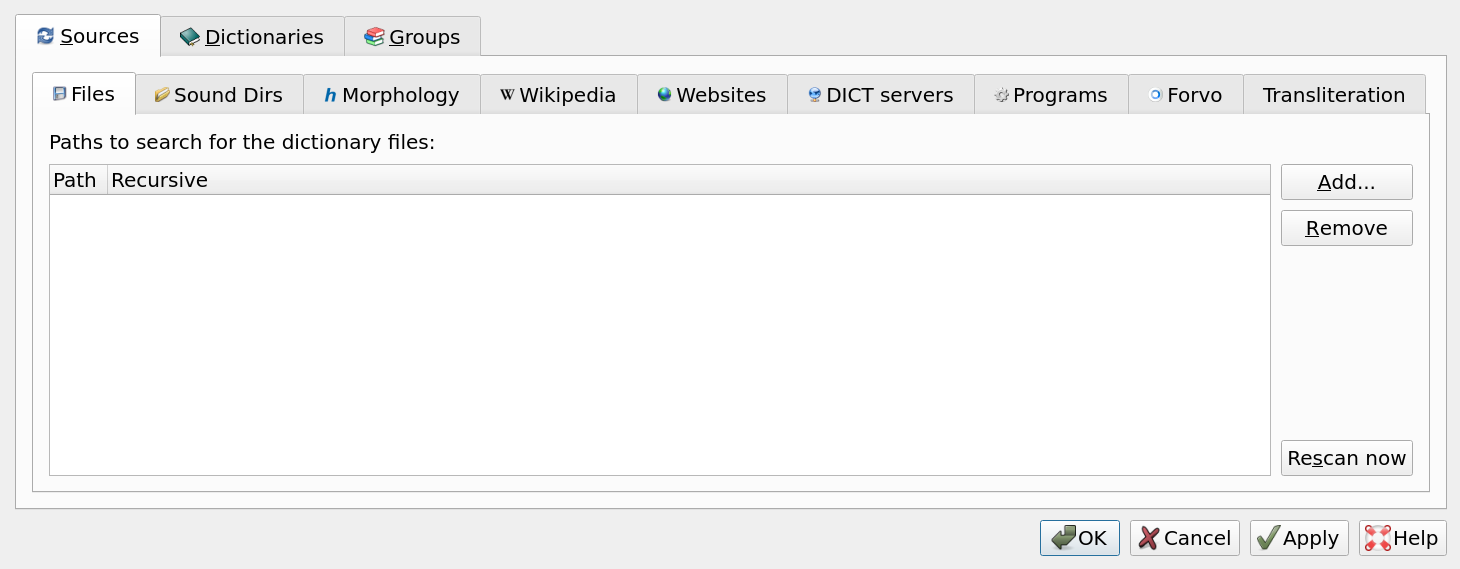 Sources Dictionaries Groups
Files Sound Dirs Morphology Wikipedia Websites DICT servers Programs Forvo Transliteration
Paths to search for the dictionary files:
Path Recursive
Add...
Remove
Rescan now
OK Cancel Apply Help